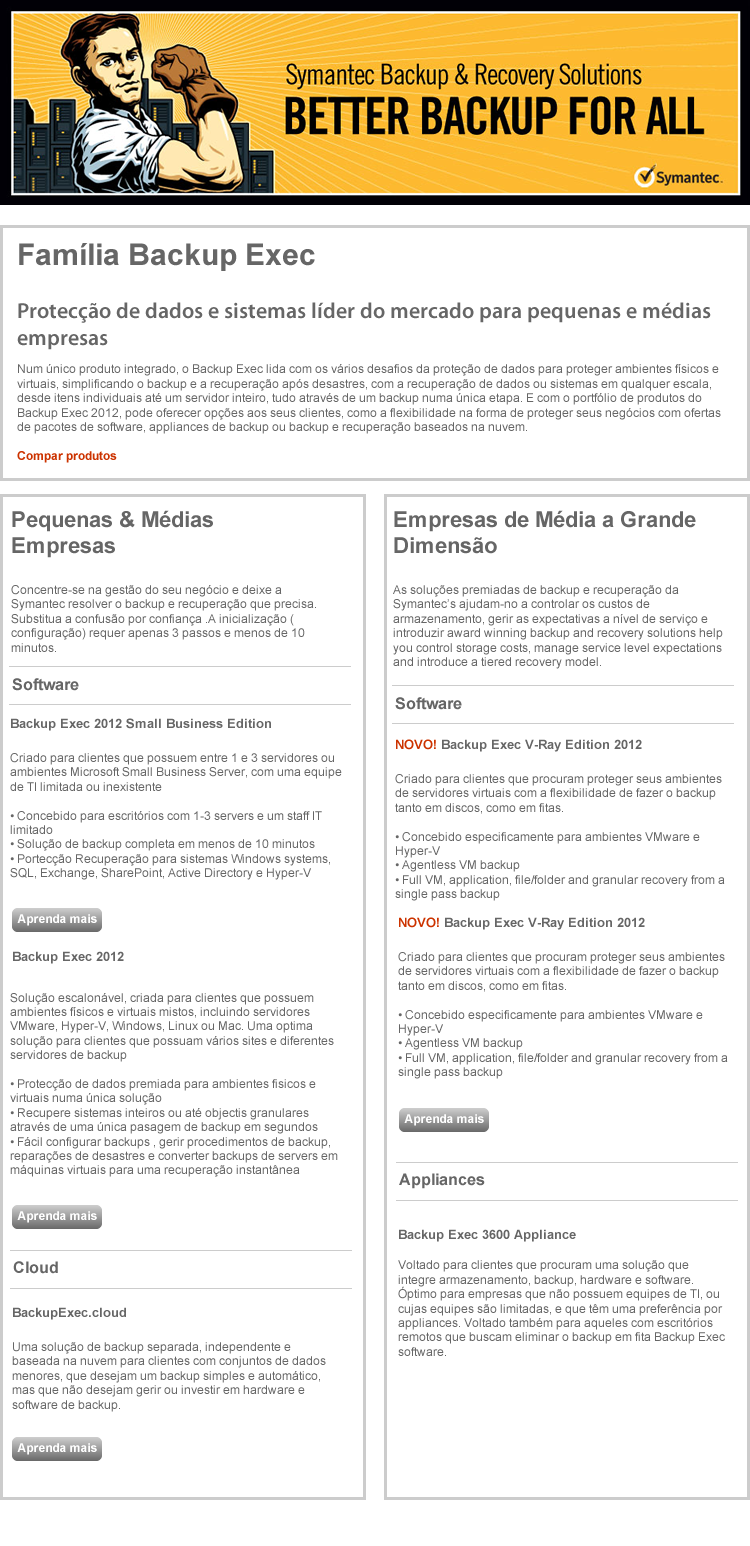 Symantec Backup & Recovery Solutions
BETTER BACKUP FOR ALL
Symantec.
Família Backup Exec
Protecção de dados e sistemas líder do mercado para pequenas e médias
empresas
Num único produto integrado, o Backup Exec lida com os vários desafios da proteção de dados para proteger ambientes físicos e
virtuais, simplificando o backup e a recuperação após desastres, com a recuperação de dados ou sistemas em qualquer escala,
desde itens individuais até um servidor inteiro, tudo através de um backup numa única etapa. E com o portfólio de produtos do
Backup Exec 2012, pode oferecer opções aos seus clientes, como a flexibilidade na forma de proteger seus negócios com ofertas
de pacotes de software, appliances de backup ou backup e recuperação baseados na nuvem.
Compar produtos
Pequenas & Médias
Empresas
Concentre-se na gestão do seu negócio e deixe a
Symantec resolver o backup e recuperação que precisa.
Substitua a confusão por confiança .A inicialização (
configuração) requer apenas 3 passos e menos de 10
minutos.
Software
Backup Exec 2012 Small Business Edition
Criado para clientes que possuem entre 1 e 3 servidores ou
ambientes Microsoft Small Business Server, com uma equipe
de TI limitada ou inexistente
• Concebido para escritórios com 1-3 servers e um staff IT
limitado
• Solução de backup completa em menos de 10 minutos
• Portecção Recuperação para sistemas Windows systems,
SQL, Exchange, SharePoint, Active Directory e Hyper-V
Aprenda mais
Backup Exec 2012
Solução escalonável, criada para clientes que possuem
ambientes físicos e virtuais mistos, incluindo servidores
VMware, Hyper-V, Windows, Linux ou Mac. Uma optima
solução para clientes que possuam vários sites e diferentes
servidores de backup
• Protecção de dados premiada para ambientes fisicos e
virtuais numa única solução
• Recupere sistemas inteiros ou até objectis granulares
através de uma única pasagem de backup em segundos
• Fácil configurar backups , gerir procedimentos de backup,
reparações de desastres e converter backups de servers em
máquinas virtuais para uma recuperação instantânea
Aprenda mais
Cloud
BackupExec.cloud
Uma solução de backup separada, independente e
baseada na nuvem para clientes com conjuntos de dados
menores, que desejam um backup simples e automático,
mas que não desejam gerir ou investir em hardware e
software de backup.
Aprenda mais
Empresas de Média a Grande
Dimensão
As soluções premiadas de backup e recuperação da
Symantec's ajudam-no a controlar os custos de
armazenamento, gerir as expectativas a nível de serviço e
introduzir award winning backup and recovery solutions help
you control storage costs, manage service level expectations
and introduce a tiered recovery model.
Software
NOVO! Backup Exec V-Ray Edition 2012
Criado para clientes que procuram proteger seus ambientes
de servidores virtuais com a flexibilidade de fazer o backup
tanto em discos, como em fitas.
• Concebido especificamente para ambientes VMware e
Hyper-V
• Agentless VM backup
• Full VM, application, file/folder and granular recovery from a
single pass backup
NOVO! Backup Exec V-Ray Edition 2012
Criado para clientes que procuram proteger seus ambientes
de servidores virtuais com a flexibilidade de fazer o backup
tanto em discos, como em fitas.
• Concebido especificamente para ambientes VMware e
Hyper-V
• Agentless VM backup
• Full VM, application, file/folder and granular recovery from a
single pass backup
Aprenda mais
Appliances
Backup Exec 3600 Appliance
Voltado para clientes que procuram uma solução que
integre armazenamento, backup, hardware e software.
Óptimo para empresas que não possuem equipes de TI, ou
cujas equipes são limitadas, e que têm uma preferência por
appliances. Voltado também para aqueles com escritórios
remotos que buscam eliminar o backup em fita Backup Exec
software.